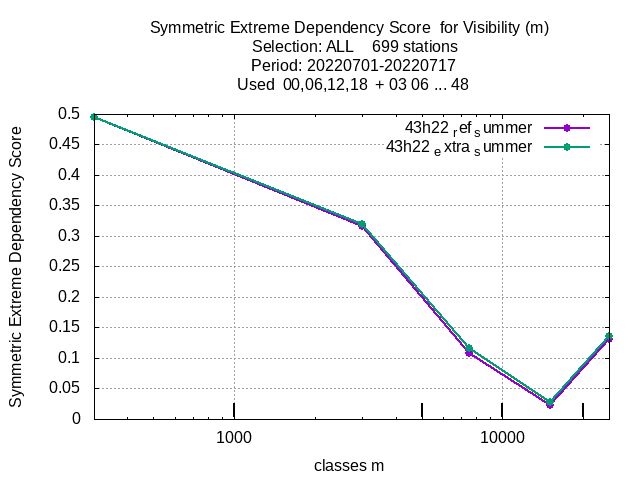 Symmetric Extreme Dependency Score  for Visibility (m)
Selection: ALL    699 stations
Period: 20220701-20220717
Used  00,06,12,18  + 03 06 ... 48
0.5
0.45
0.4
0.35
0.3
0.25
0.2
0.15
0.1
0.05
0
Symmetric Extreme Dependency Score
43h22 ref summer
43h22 extra summer
1000
10000
classes m